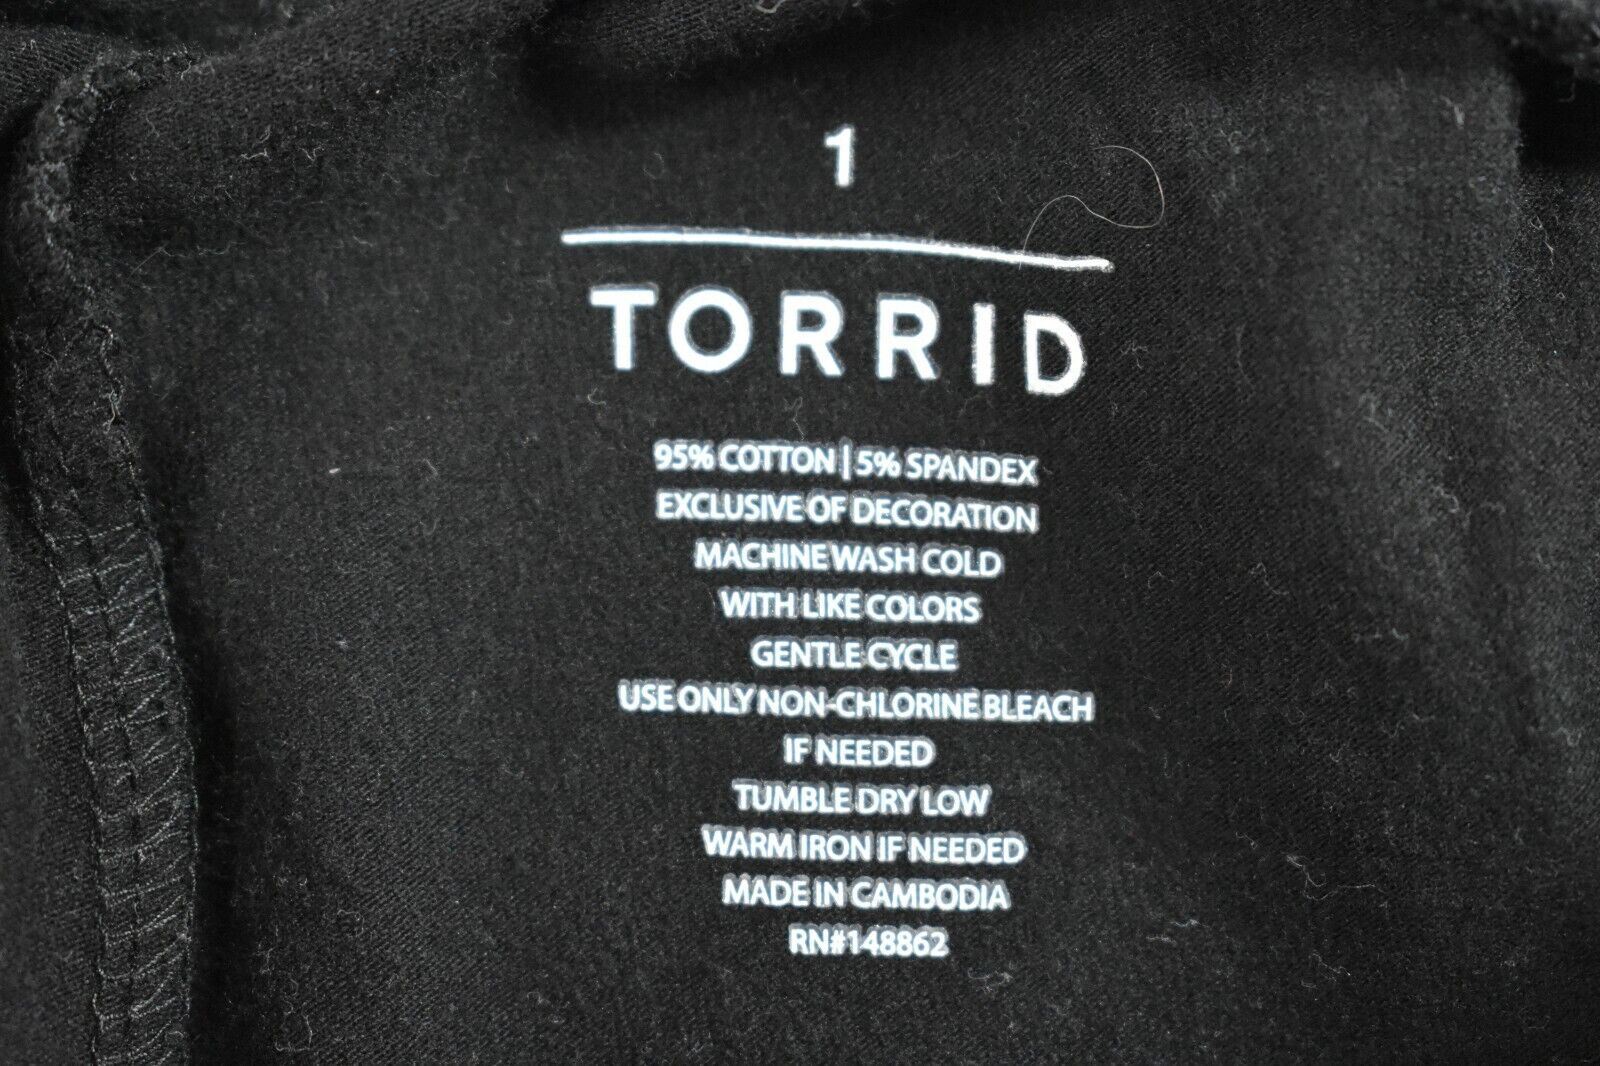 1
TORRID
95% COTTON | 5% SPANDEX
EXCLUSIVE OF DECORATION
MACHINE WASH COLD
WITH LIKE COLORS
GENTLE CYCLE
USE ONLY NON-CHLORINE BLEACH
IF NEEDED
TUMBLE DRY LOW
WARM IRON IF NEEDED
MADE IN CAMBODIA
RN#148862